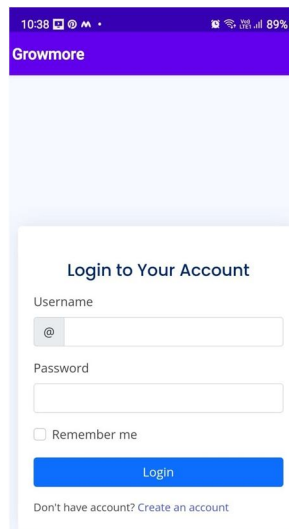 10:38 89%
Growmore
Login to Your Account
Username
@
Password
Remember me
Login
Don't have account? Create an account